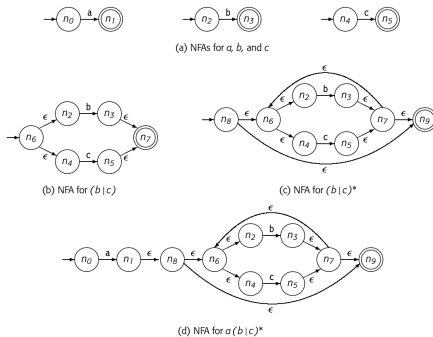 a b c
n0 n1 n2 n3 n4 n5
(a) NFAs for a, b, and c
ϵ n2 b n3 ϵ
n6 n7
ϵ n4 c n5 ϵ
(b) NFA for (b|c)
ϵ
ϵ n2 b n3 ϵ
n8 ϵ n6 n7 ϵ n9
ϵ n4 c n5 ϵ
ϵ
(c) NFA for (b|c)*
ϵ
ϵ n2 b n3 ϵ
n0 a n1 ϵ n8 ϵ n6 n7 ϵ n9
ϵ n4 c n5 ϵ
ϵ
(d) NFA for a(b|c)*